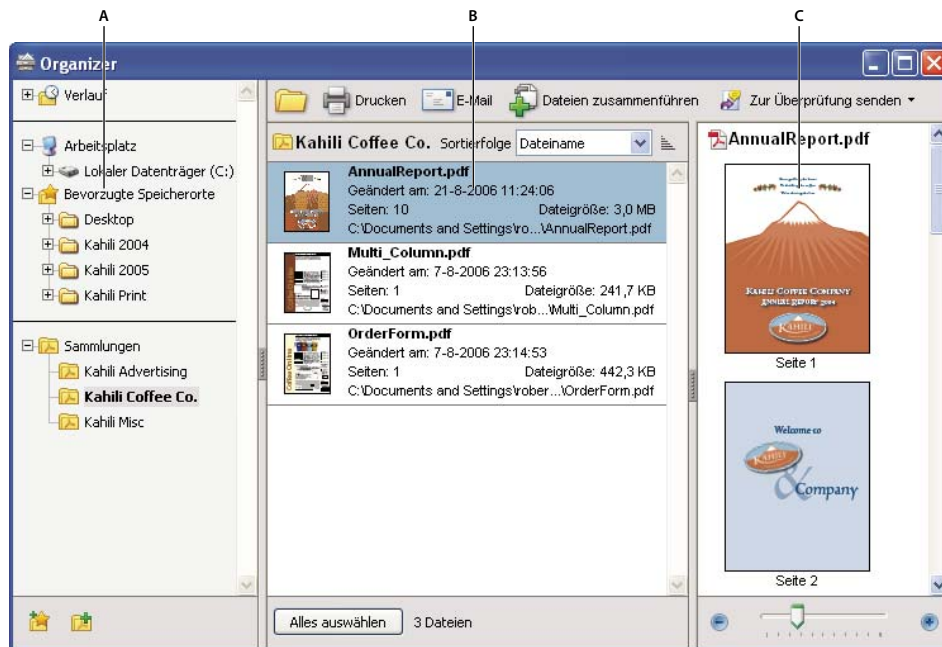 A
B
C
Organizer
Verlauf
Arbeitsplatz
Lokaler Datenträger (C:)
Bevorzugte Speicherorte
Desktop
Kahili 2004
Kahili 2005
Kahili Print
Sammlungen
Kahili Advertising
Kahili Coffee Co.
Kahili Misc
Drucken
E-Mail
Dateien zusammenführen
Zur Überprüfung senden
Kahili Coffee Co. Sortierfolge Dateiname
AnnualReport.pdf
Geändert am: 21-8-2006 11:24:06
Seiten: 10 Dateigröße: 3,0 MB
C:\Documents and Settings\ro...\AnnualReport.pdf
Multi_Column.pdf
Geändert am: 7-8-2006 23:13:56
Seiten: 1 Dateigröße: 241,7 KB
C:\Documents and Settings\rob...\Multi_Column.pdf
OrderForm.pdf
Geändert am: 7-8-2006 23:14:53
Seiten: 1 Dateigröße: 442,3 KB
C:\Documents and Settings\rober...\OrderForm.pdf
Alles auswählen 3 Dateien
AnnualReport.pdf
KAHILI COFFEE COMPANY
ANNUAL REPORT 2004
KAHILI
Seite 1
Welcome to
KAHILI
& Company
Seite 2